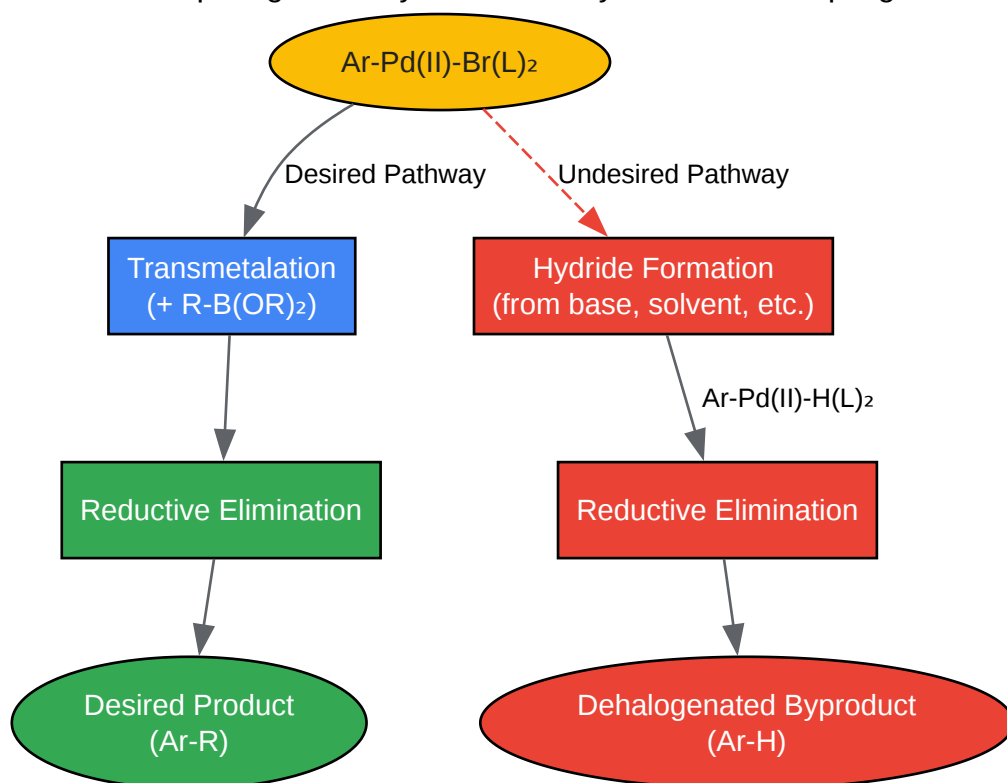 Ar-Pd(II)-Br(L)₂
Desired Pathway
Undesired Pathway
Transmetalation
(+ R-B(OR)₂)
Hydride Formation
(from base, solvent, etc.)
Ar-Pd(II)-H(L)₂
Reductive Elimination
Reductive Elimination
Desired Product
(Ar-R)
Dehalogenated Byproduct
(Ar-H)